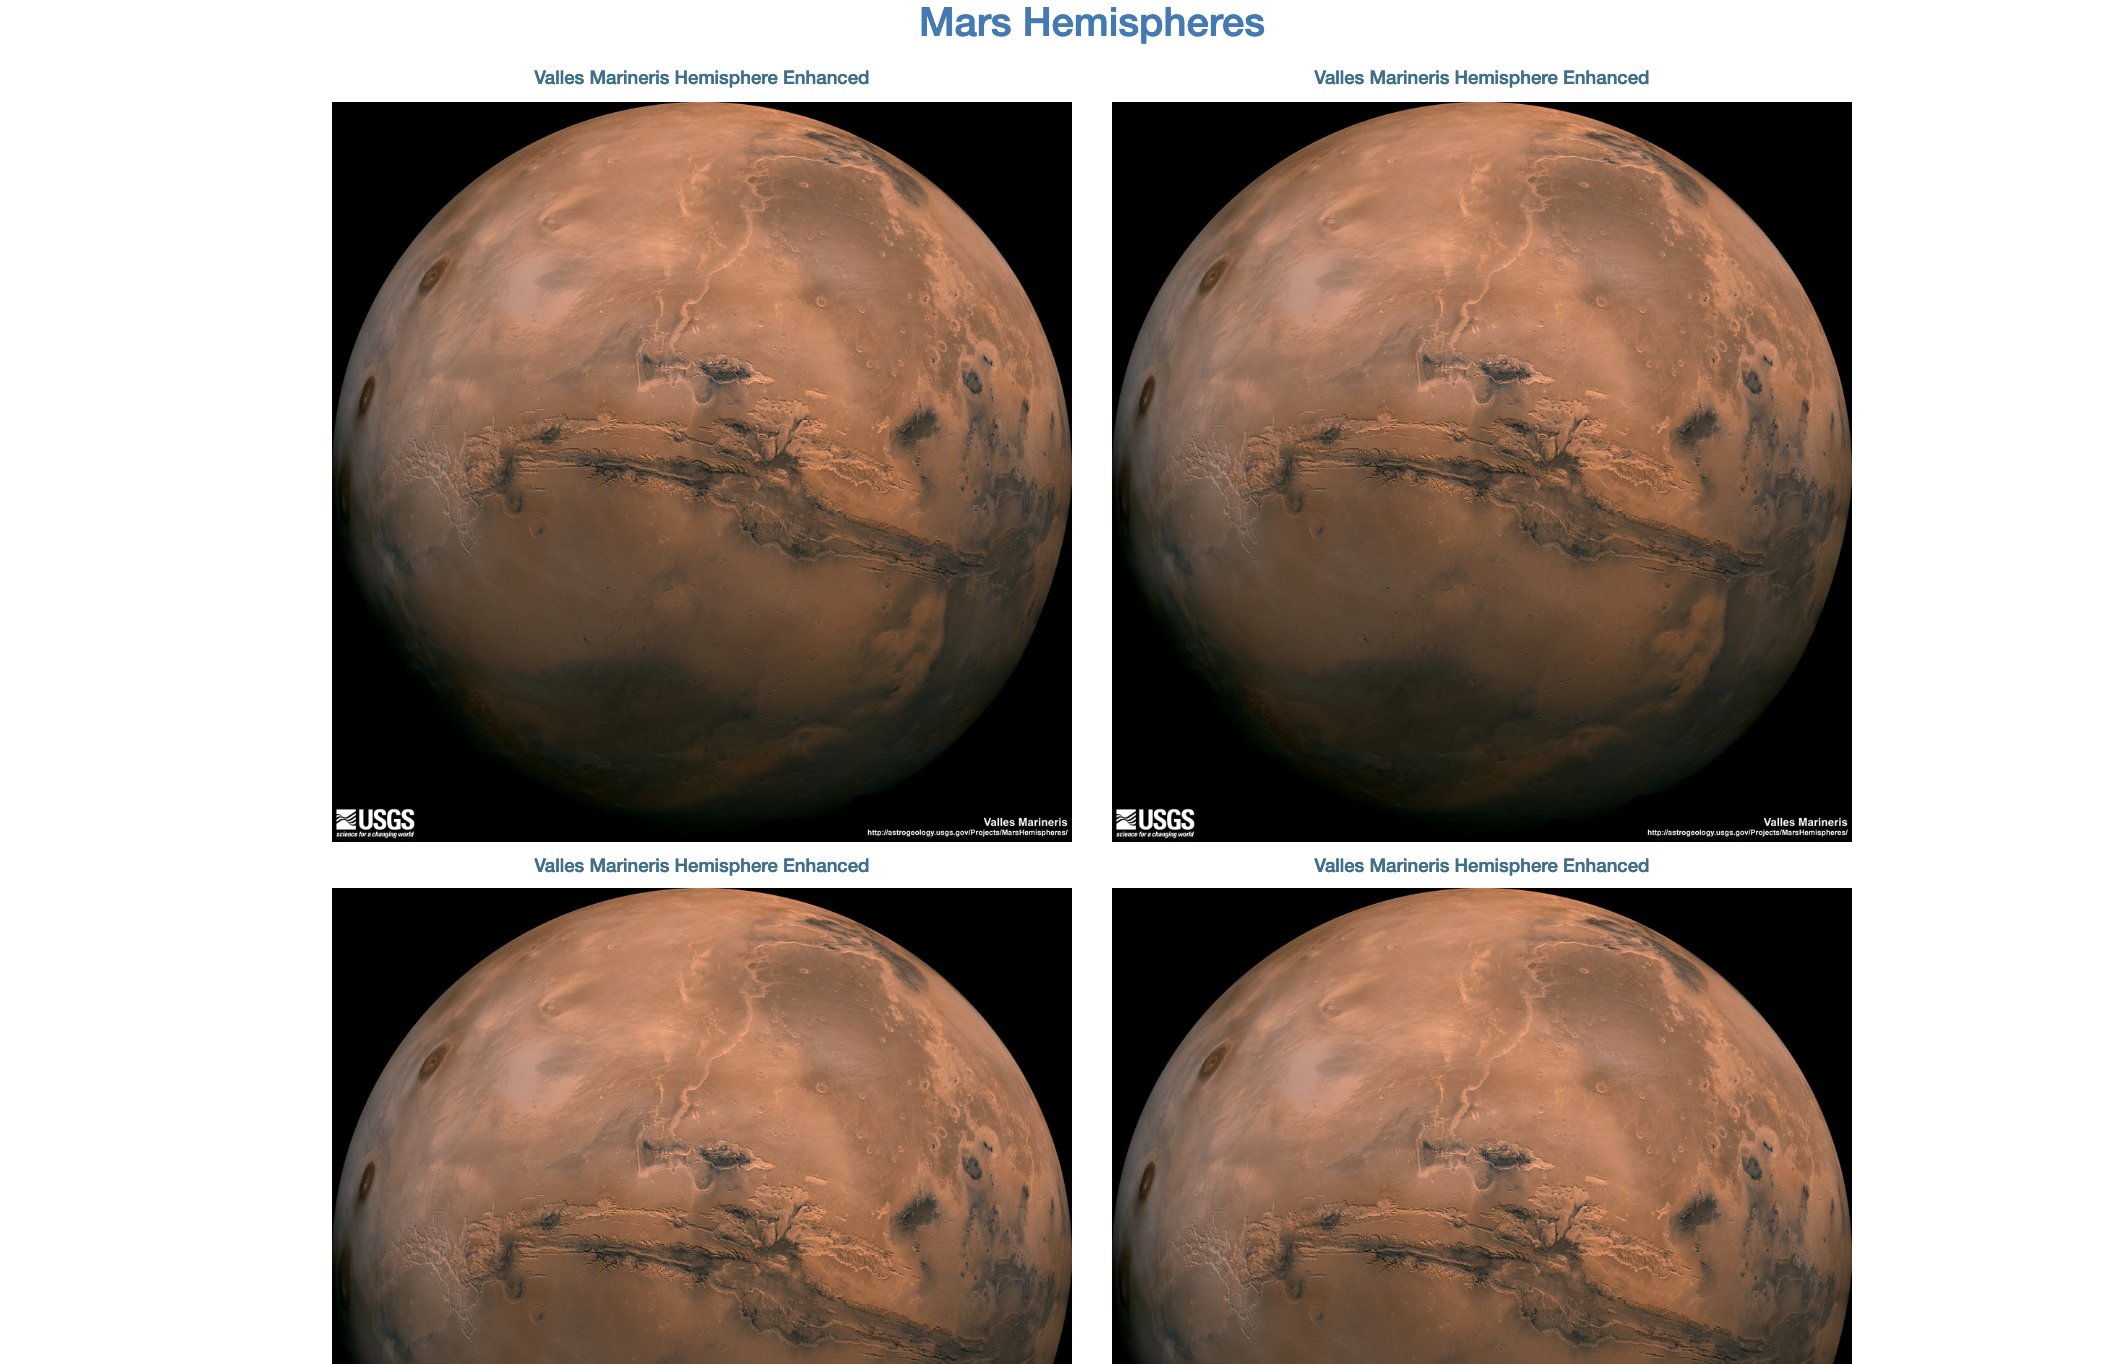 Mars Hemispheres
Valles Marineris Hemisphere Enhanced
Valles Marineris Hemisphere Enhanced
USGS
science for a changing world
Valles Marineris
http://astrogeology.usgs.gov/Projects/MarsHemispheres/
USGS
science for a changing world
Valles Marineris
http://astrogeology.usgs.gov/Projects/MarsHemispheres/
Valles Marineris Hemisphere Enhanced
Valles Marineris Hemisphere Enhanced